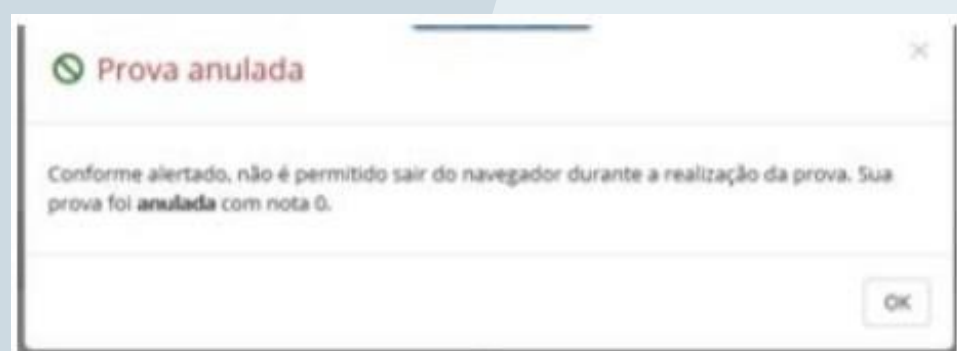 Prova anulada
Conforme alertado, não é permitido sair do navegador durante a realização da prova. Sua
prova foi anulada com nota 0.
OK